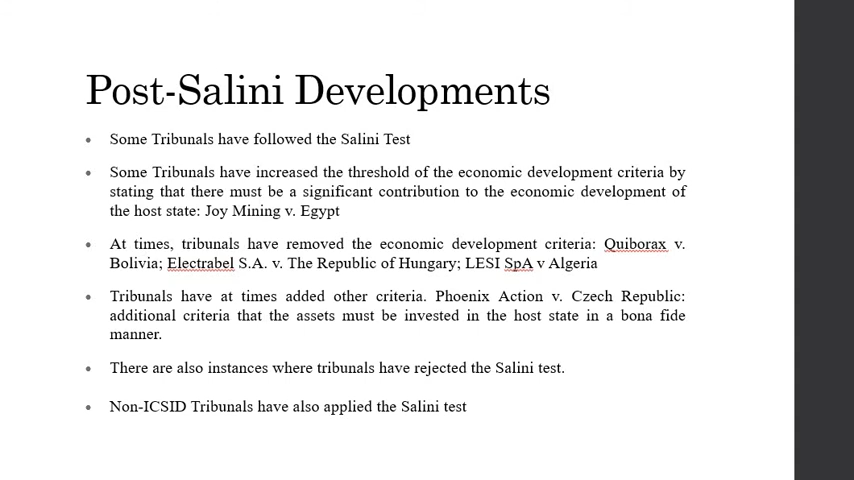 Post-Salini Developments
• Some Tribunals have followed the Salini Test
• Some Tribunals have increased the threshold of the economic development criteria by
stating that there must be a significant contribution to the economic development of
the host state: Joy Mining v. Egypt
• At times, tribunals have removed the economic development criteria: Quiborax v.
Bolivia; Electrabel S.A. v. The Republic of Hungary; LESI SpA v Algeria
• Tribunals have at times added other criteria. Phoenix Action v. Czech Republic:
additional criteria that the assets must be invested in the host state in a bona fide
manner.
• There are also instances where tribunals have rejected the Salini test.
• Non-ICSID Tribunals have also applied the Salini test